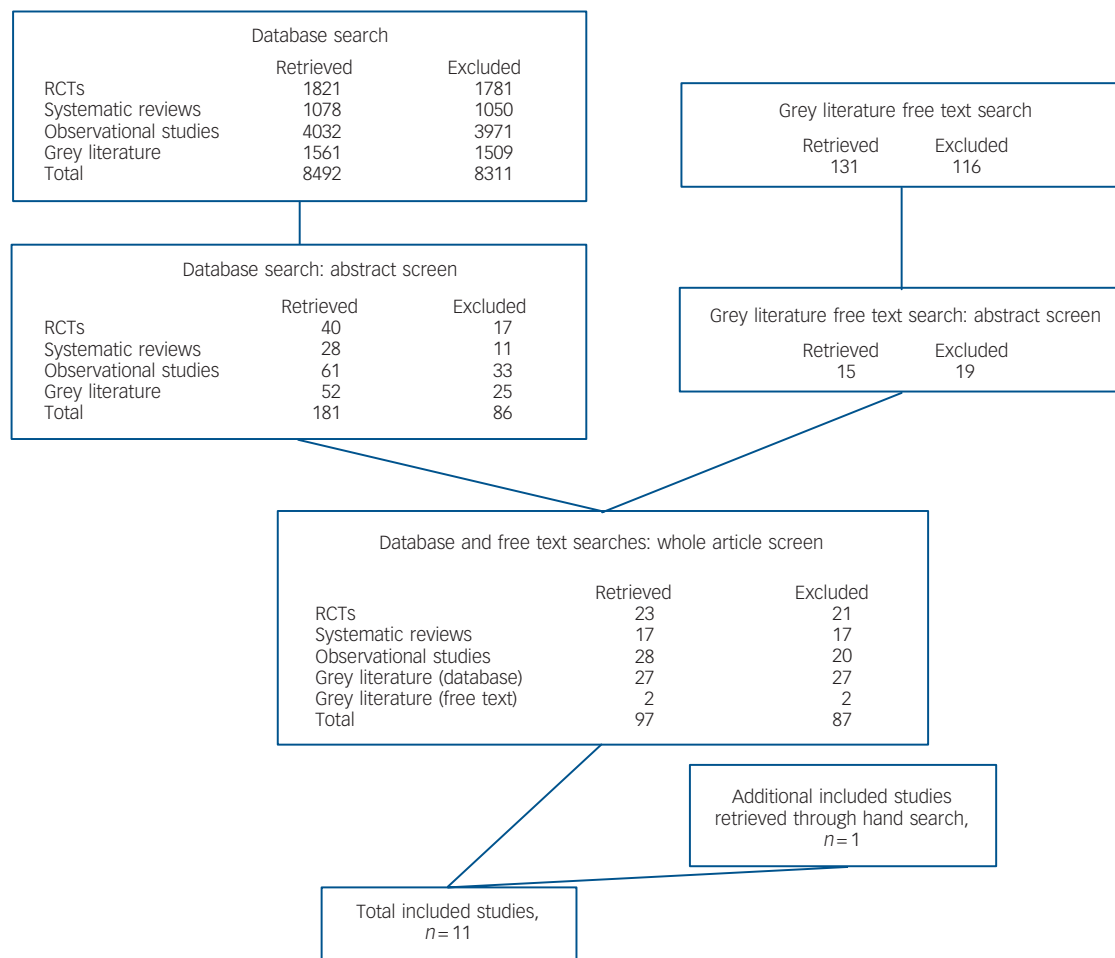 Database search
Retrieved Excluded
RCTs 1821 1781
Systematic reviews 1078 1050
Observational studies 4032 3971
Grey literature 1561 1509
Total 8492 8311
Grey literature free text search
Retrieved Excluded
131 116
Database search: abstract screen
Retrieved Excluded
RCTs 40 17
Systematic reviews 28 11
Observational studies 61 33
Grey literature 52 25
Total 181 86
Grey literature free text search: abstract screen
Retrieved Excluded
15 19
Database and free text searches: whole article screen
Retrieved Excluded
RCTs 23 21
Systematic reviews 17 17
Observational studies 28 20
Grey literature (database) 27 27
Grey literature (free text) 2 2
Total 97 87
Additional included studies
retrieved through hand search,
n=1
Total included studies,
n=11